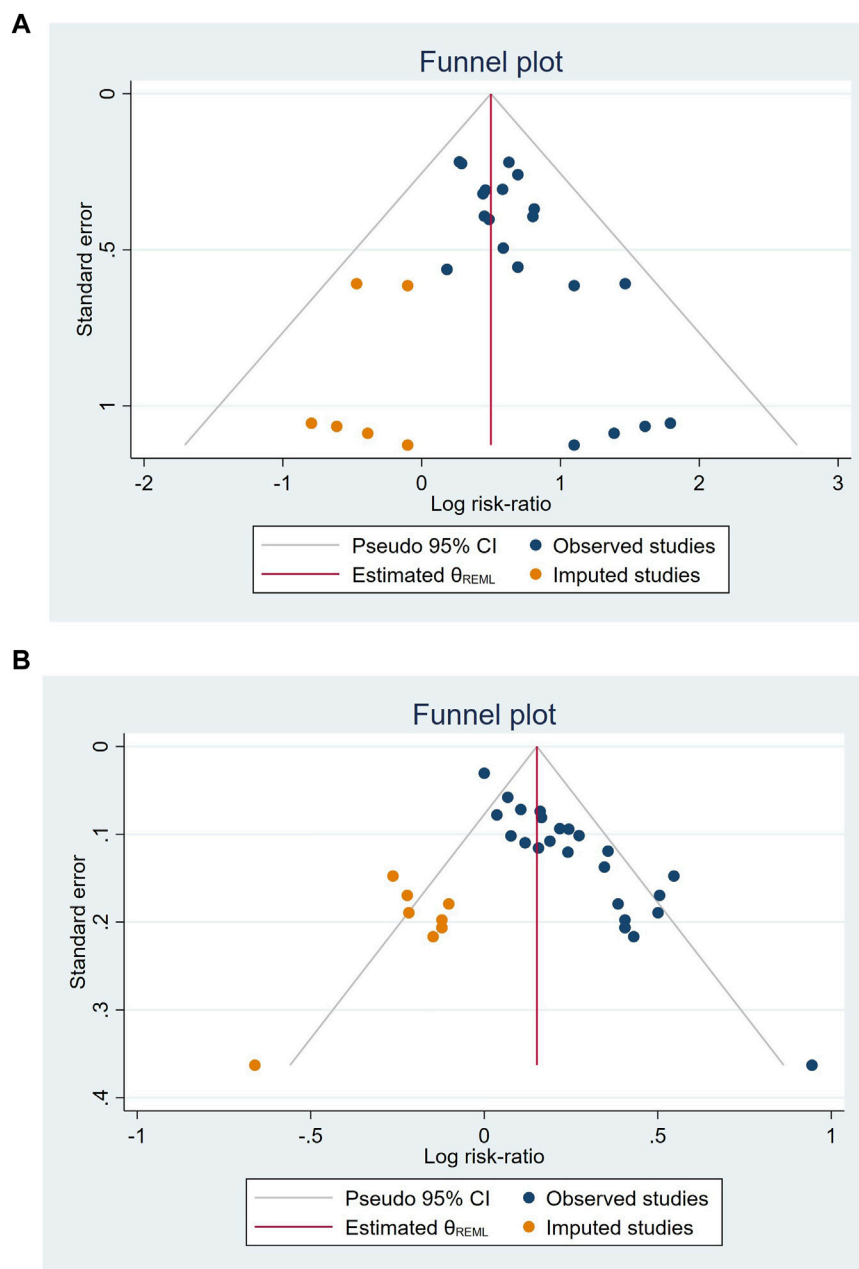 A
Funnel plot
0
.5
1
Standard error
-2 -1 0 1 2 3
Log risk-ratio
Pseudo 95% CI Observed studies
Estimated θREML Imputed studies
B
Funnel plot
0
.1
.2
.3
.4
Standard error
-1 -.5 0 .5 1
Log risk-ratio
Pseudo 95% CI Observed studies
Estimated θREML Imputed studies